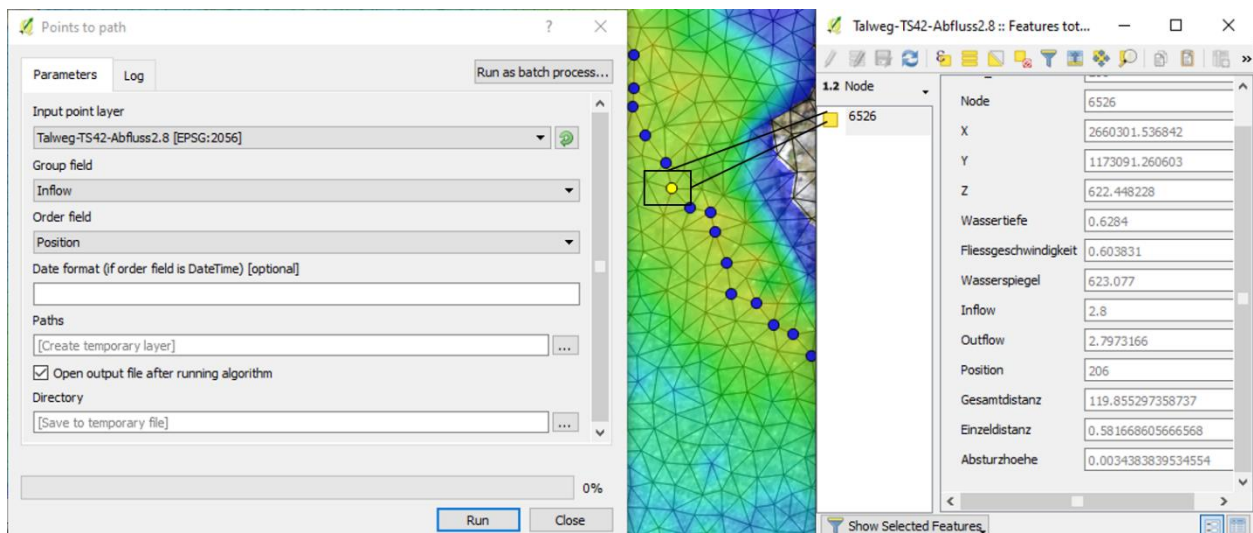 Points to path
?
Parameters
Log
Run as batch process...
Input point layer
Talweg-TS42-Abfluss2.8 [EPSG:2056]
Group field
Inflow
Order field
Position
Date format (if order field is DateTime) [optional]
Paths
[Create temporary layer]
...
Open output file after running algorithm
Directory
[Save to temporary file]
...
0%
Run
Close
Talweg-TS42-Abfluss2.8 :: Features tot...
»
1.2 Node
6526
Node
6526
X
2660301.536842
Y
1173091.260603
Z
622.448228
Wassertiefe
0.6284
Fliessgeschwindigkeit
0.603831
Wasserspiegel
623.077
Inflow
2.8
Outflow
2.7973166
Position
206
Gesamtdistanz
119.855297358737
Einzeldistanz
0.581668605666568
Absturzhoehe
0.0034383839534554
Show Selected Features